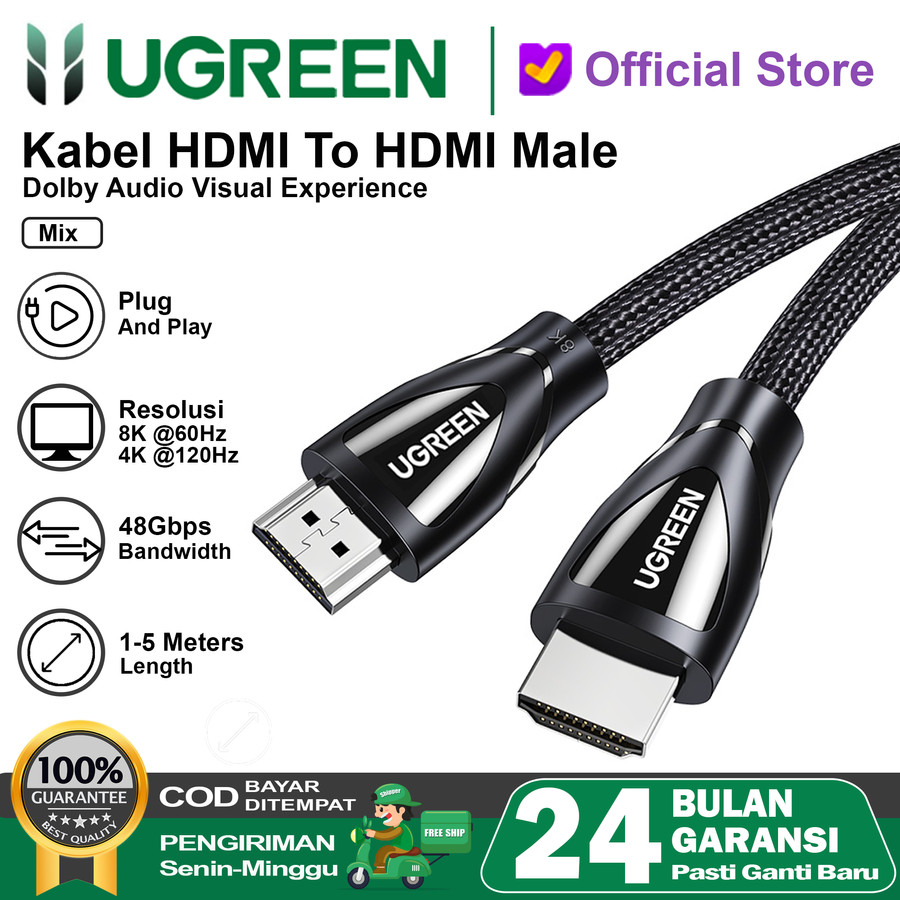 UGREEN
Official Store
Kabel HDMI To HDMI Male
Dolby Audio Visual Experience
Mix
Plug
And Play
Resolusi
8K @60Hz
4K @120Hz
48Gbps
Bandwidth
1-5 Meters
Length
8K
UGREEN
UGREEN
100%
GUARANTEE
BEST QUALITY
COD BAYAR
DITEMPAT
PENGIRIMAN
Senin-Minggu
Shipper
FREE SHIP
24 BULAN
GARANSI
Pasti Ganti Baru